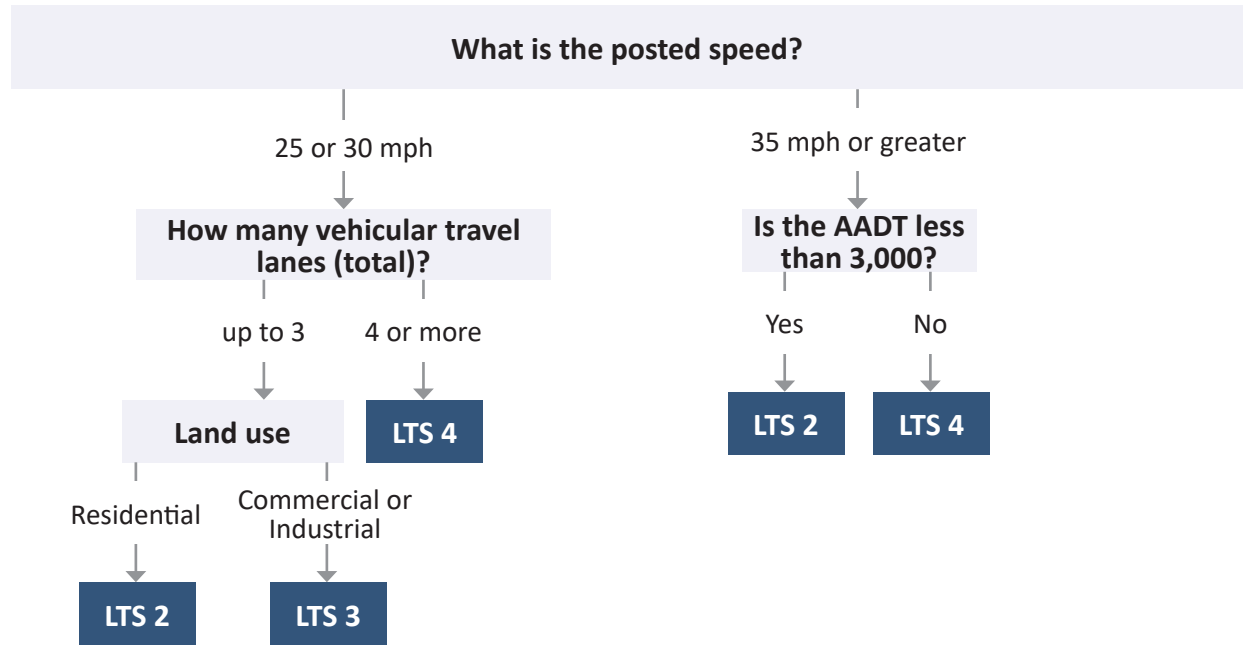 What is the posted speed?
25 or 30 mph
35 mph or greater
How many vehicular travel
lanes (total)?
Is the AADT less
than 3,000?
up to 3
4 or more
Yes
No
Land use
LTS 4
LTS 2
LTS 4
Residential
Commercial or
Industrial
LTS 2
LTS 3